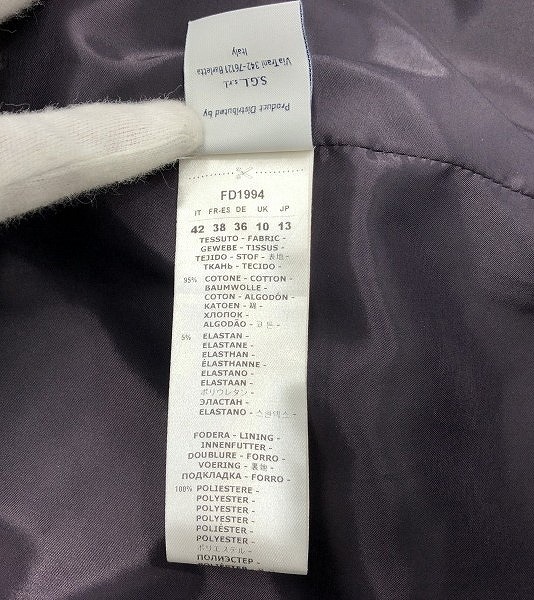 Product Distributed by
S.G.L. s.r.l.
Via Trani 342-76121 Barletta
Italy
FD1994
IT FR-ES DE UK JP
42 38 36 10 13
TESSUTO - FABRIC -
GEWEBE - TISSUS -
TEJIDO - STOF - 表地 -
ТКАНЬ - TECIDO -
95% COTONE - COTTON -
BAUMWOLLE -
COTON - ALGODÓN -
KATOEN - 綿 -
ХЛОПОК -
ALGODÃO - 코튼 -
5% ELASTAN -
ELASTANE -
ELASTHAN -
ÉLASTHANNE -
ELASTANO -
ELASTAAN -
ポリウレタン -
ЭЛАСТАН -
ELASTANO - 스판덱스 -
FODERA - LINING -
INNENFUTTER -
DOUBLURE - FORRO -
VOERING - 裏地 -
ПОДКЛАДКА - FORRO -
100% POLIESTERE -
POLYESTER -
POLYESTER -
POLYESTER -
POLIÉSTER -
POLYESTER -
ポリエステル -
ПОЛИЭСТЕР -